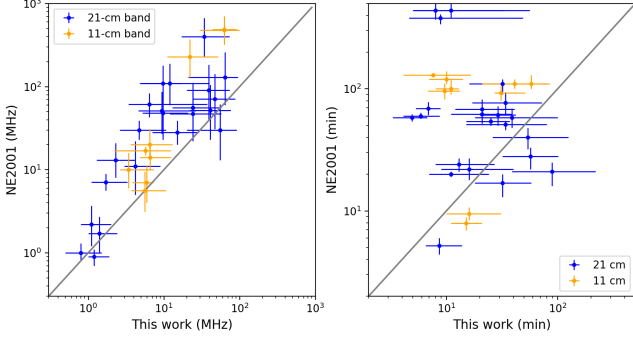 10³
10²
10¹
10⁰
NE2001 (MHz)
21-cm band
11-cm band
10⁰ 10¹ 10² 10³
This work (MHz)
10²
10¹
NE2001 (min)
21 cm
11 cm
10¹ 10²
This work (min)